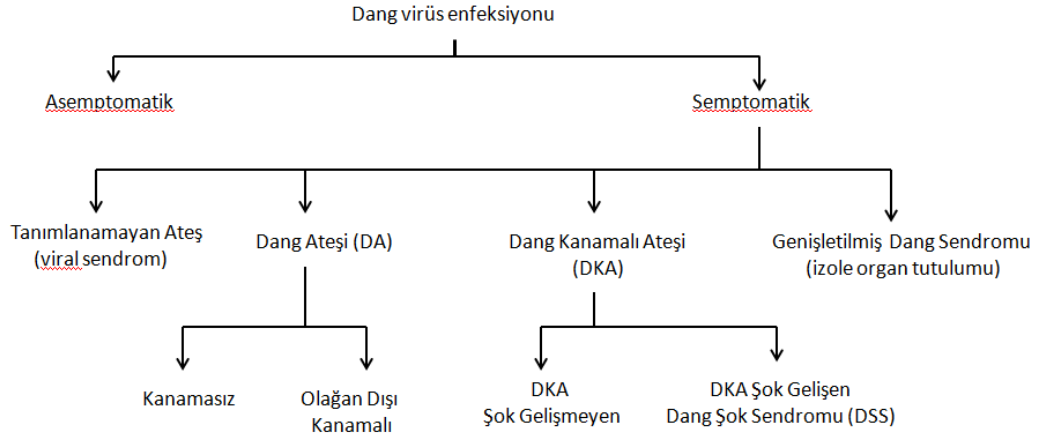 Dang virüs enfeksiyonu
Asemptomatik
Semptomatik
Tanımlanamayan Ateş
(viral sendrom)
Dang Ateşi (DA)
Dang Kanamalı Ateşi
(DKA)
Genişletilmiş Dang Sendromu
(izole organ tutulumu)
Kanamasız
Olağan Dışı
Kanamalı
DKA
Şok Gelişmeyen
DKA Şok Gelişen
Dang Şok Sendromu (DSS)